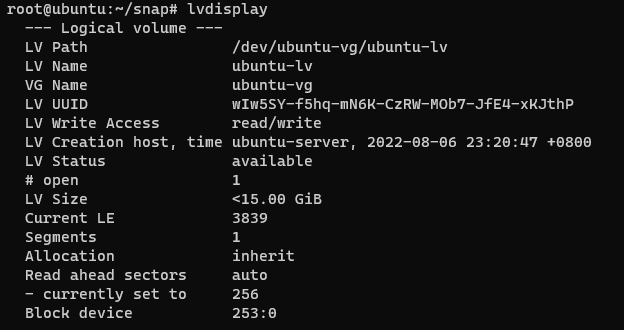 root@ubuntu:~/snap# lvdisplay
--- Logical volume ---
LV Path                /dev/ubuntu-vg/ubuntu-lv
LV Name                ubuntu-lv
VG Name                ubuntu-vg
LV UUID                wIw5SY-f5hq-mN6K-CzRW-MOb7-JfE4-xKJthP
LV Write Access        read/write
LV Creation host, time ubuntu-server, 2022-08-06 23:20:47 +0800
LV Status              available
# open                 1
LV Size                <15.00 GiB
Current LE             3839
Segments               1
Allocation             inherit
Read ahead sectors     auto
- currently set to     256
Block device           253:0